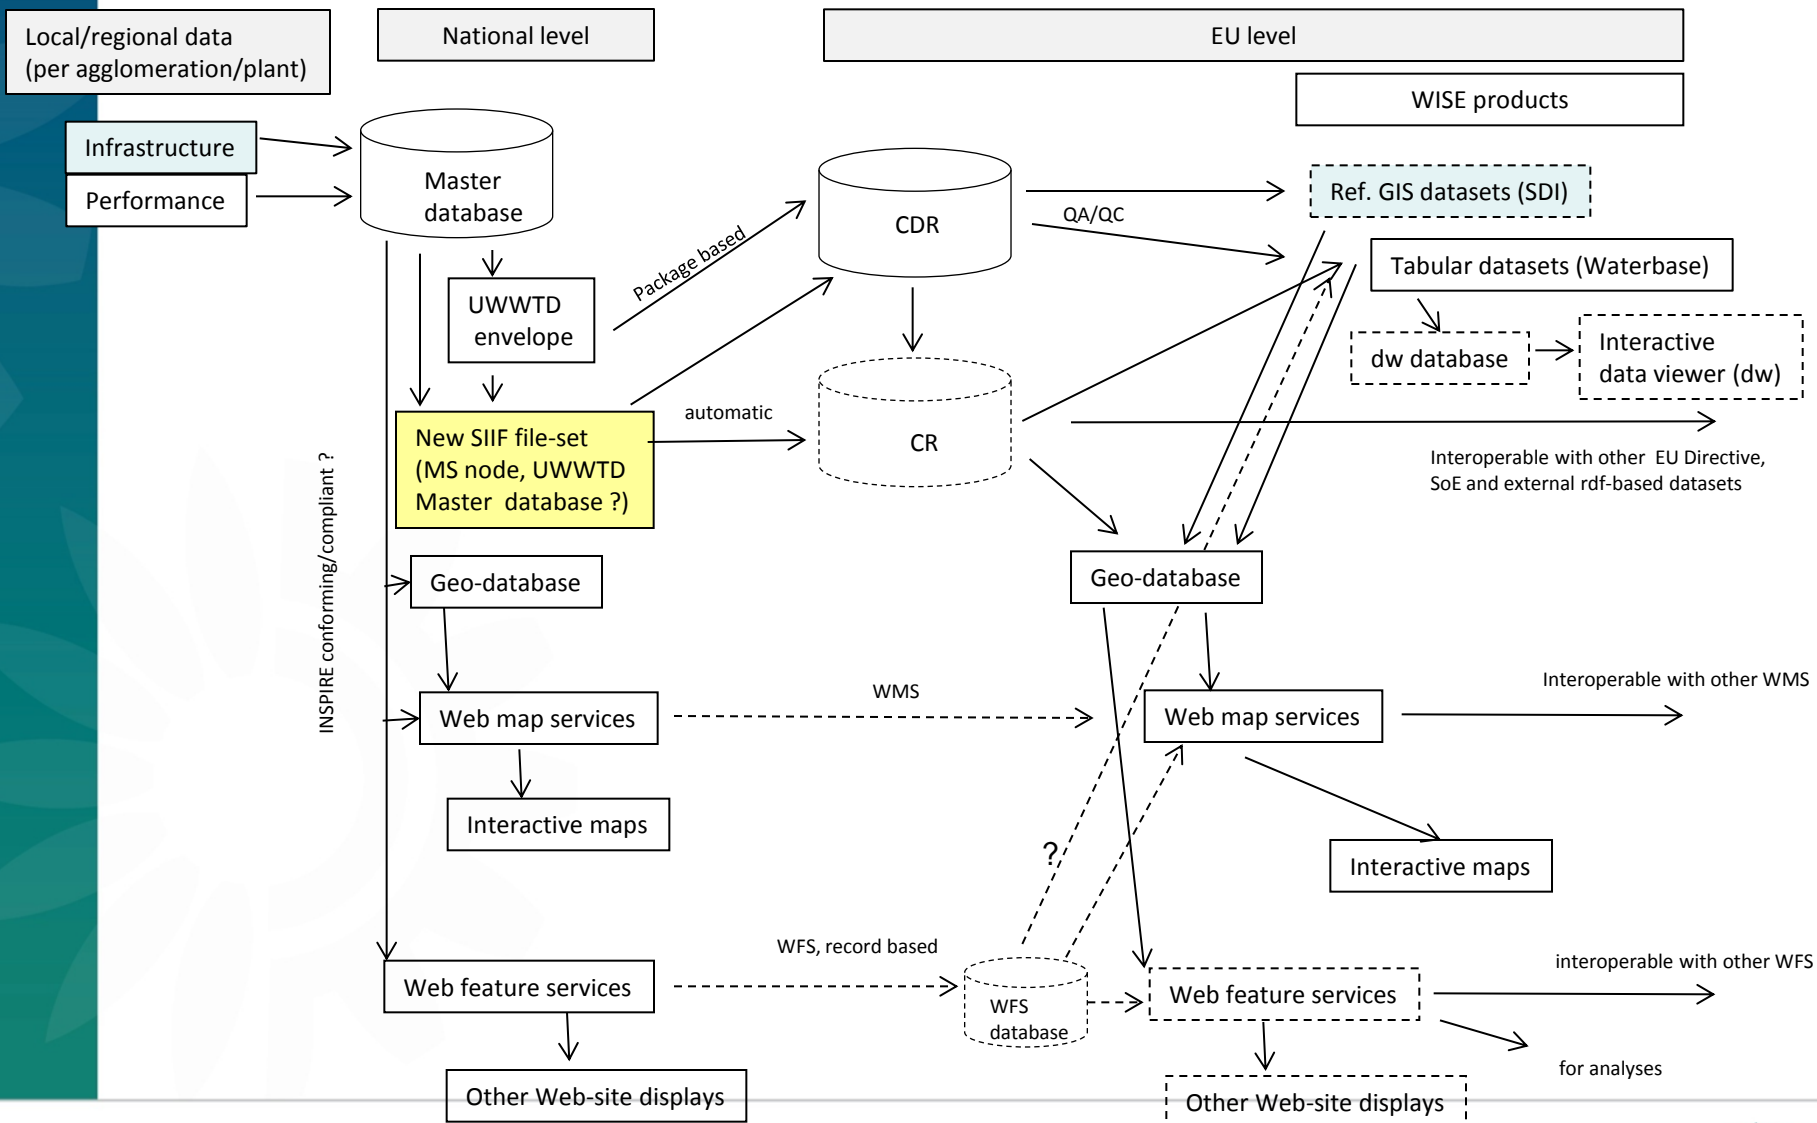 Local/regional data
(per agglomeration/plant)
National level
EU level
WISE products
Infrastructure
Performance
Master
database
UWWTD
envelope
Package based
CDR
QA/QC
Ref. GIS datasets (SDI)
Tabular datasets (Waterbase)
dw database
Interactive
data viewer (dw)
New SIIF file-set
(MS node, UWWTD
Master database ?)
automatic
CR
Interoperable with other EU Directive,
SoE and external rdf-based datasets
INSPIRE conforming/compliant ?
Geo-database
Geo-database
Web map services
WMS
Web map services
Interoperable with other WMS
Interactive maps
?
Interactive maps
Web feature services
WFS, record based
WFS
database
Web feature services
interoperable with other WFS
for analyses
Other Web-site displays
Other Web-site displays